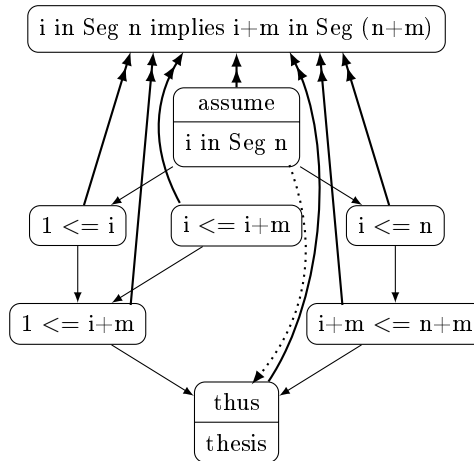 i in Seg n implies i+m in Seg (n+m)
assume
i in Seg n
1 <= i
i <= i+m
i <= n
1 <= i+m
i+m <= n+m
thus
thesis